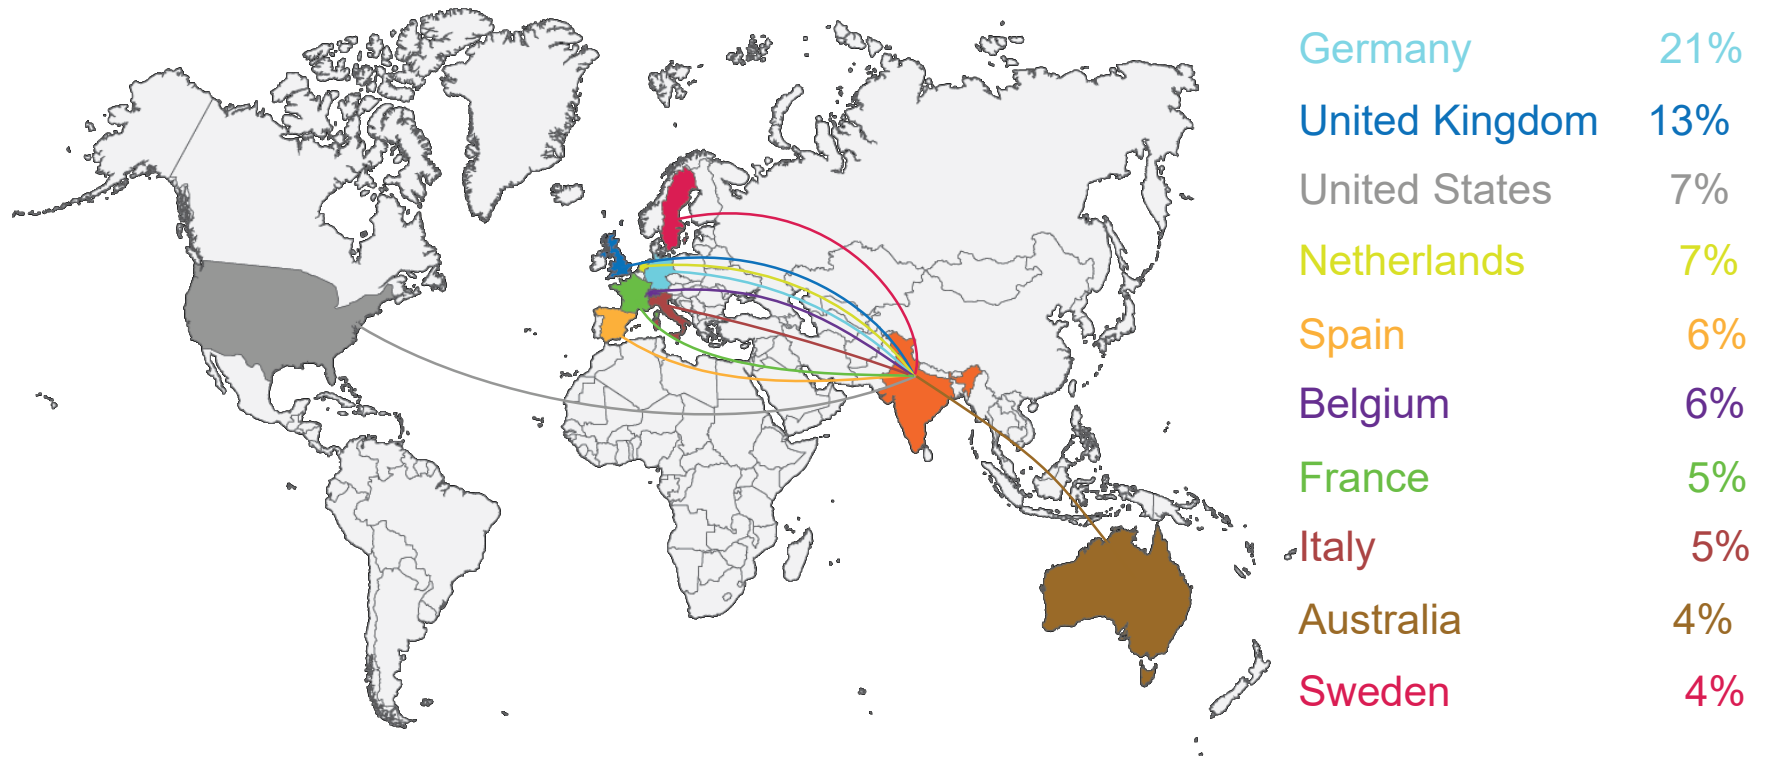 Germany 21%
United Kingdom 13%
United States 7%
Netherlands 7%
Spain 6%
Belgium 6%
France 5%
Italy 5%
Australia 4%
Sweden 4%